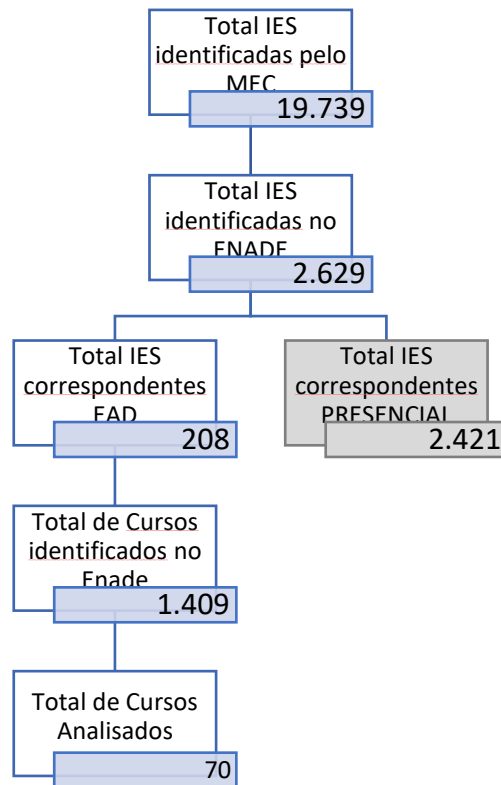 Total IES
identificadas pelo
MEC
19.739
Total IES
identificadas no
ENADE
2.629
Total IES
correspondentes
EAD
208
Total IES
correspondentes
PRESENCIAL
2.421
Total de Cursos
identificados no
Enade
1.409
Total de Cursos
Analisados
70